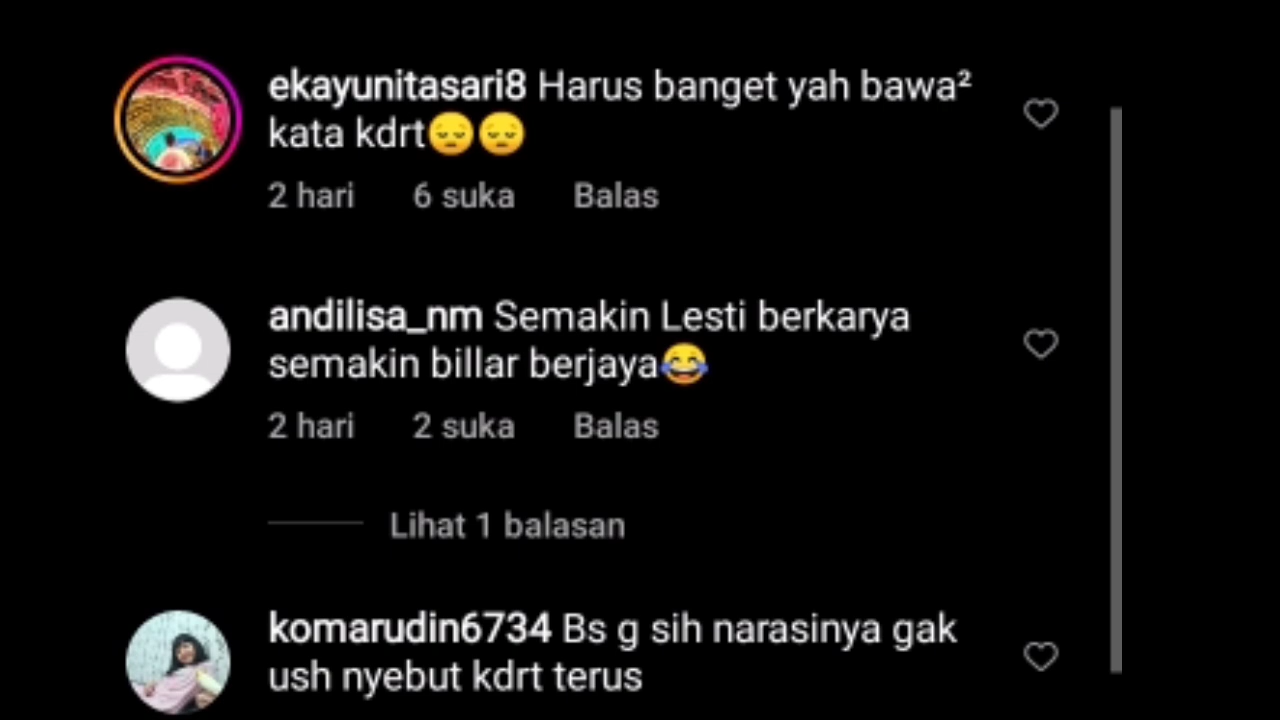 ekayunitasari8 Harus banget yah bawa²
kata kdrt😔😔
2 hari 6 suka Balas
andilisa_nm Semakin Lesti berkarya
semakin billar berjaya😂
2 hari 2 suka Balas
Lihat 1 balasan
komarudin6734 Bs g sih narasinya gak
ush nyebut kdrt terus